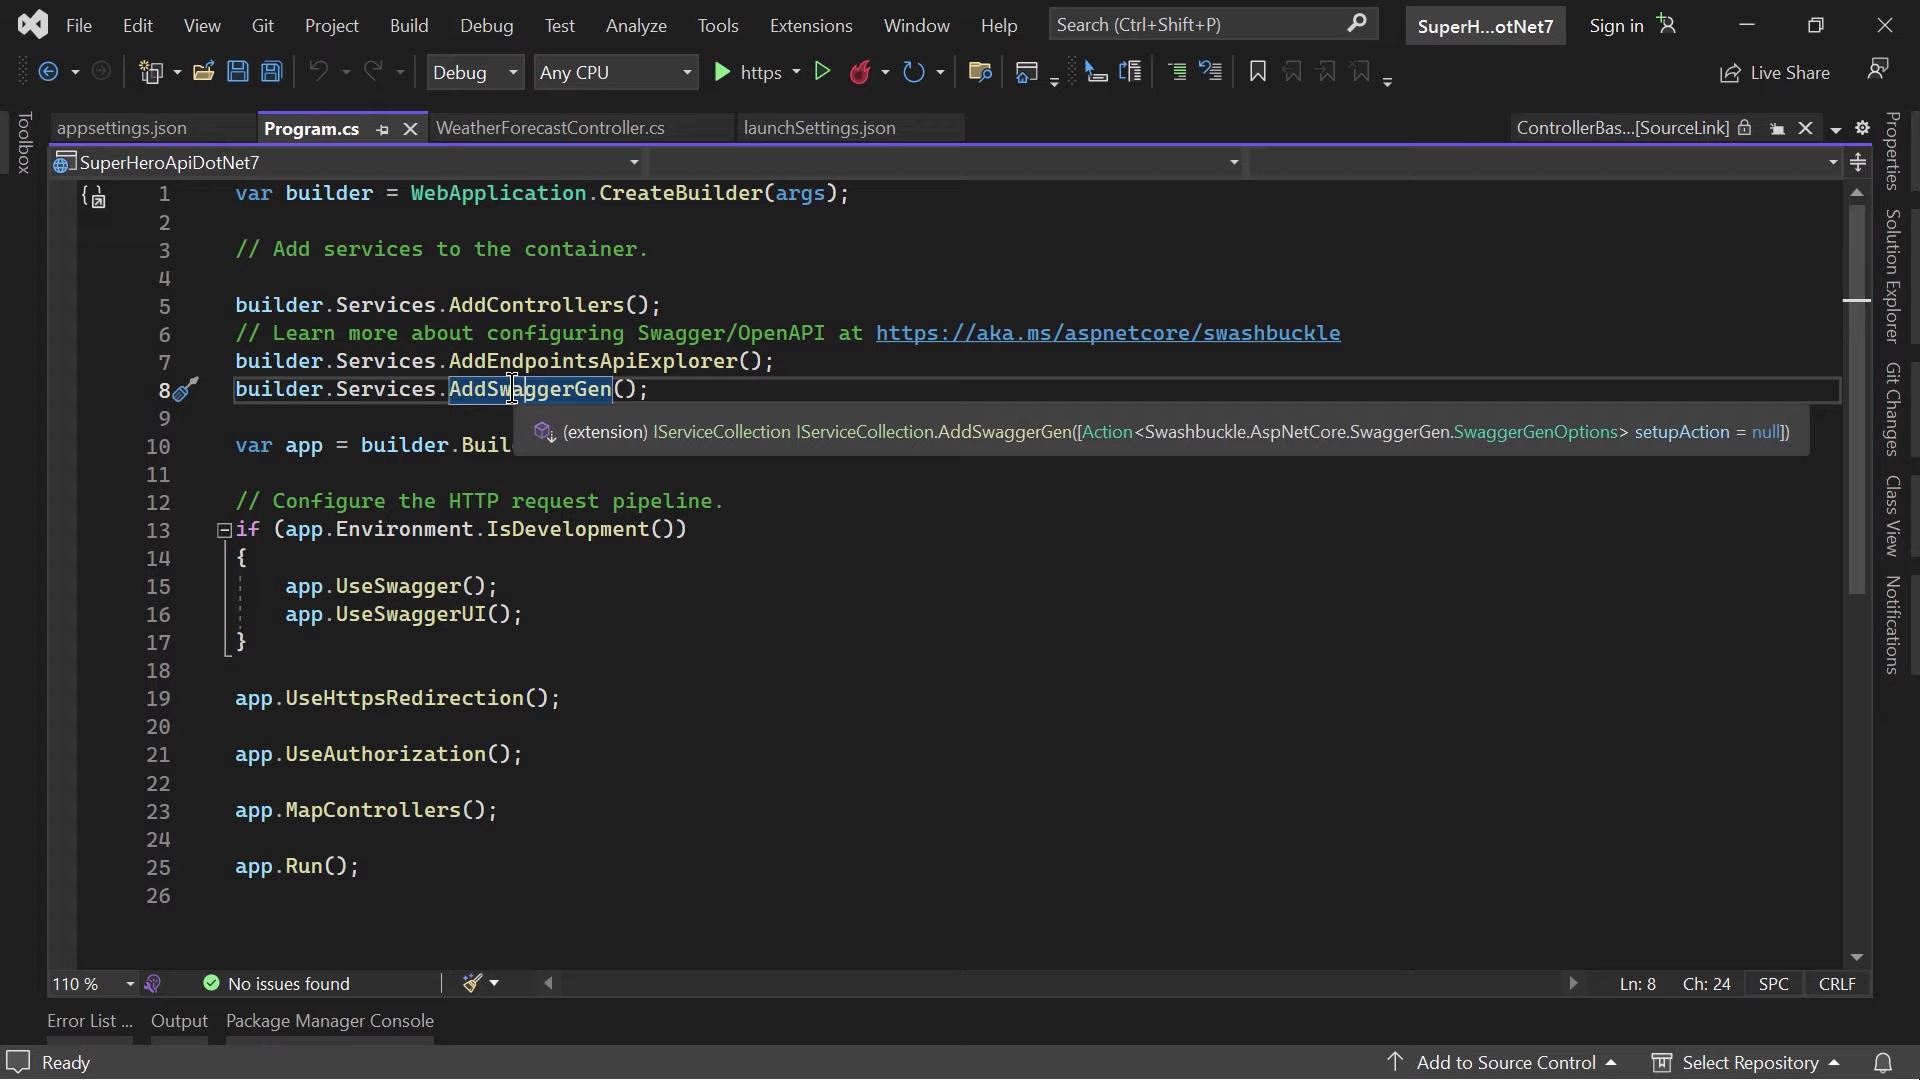 File Edit View Git Project Build Debug Test Analyze Tools Extensions Window Help Search (Ctrl+Shift+P) SuperH...otNet7 Sign in
Debug Any CPU https Live Share
appsettings.json Program.cs WeatherForecastController.cs launchSettings.json ControllerBas...[SourceLink]
SuperHeroApiDotNet7
Toolbox
Properties
Solution Explorer
Git Changes
Class View
Notifications
1 var builder = WebApplication.CreateBuilder(args);
2
3 // Add services to the container.
4
5 builder.Services.AddControllers();
6 // Learn more about configuring Swagger/OpenAPI at https://aka.ms/aspnetcore/swashbuckle
7 builder.Services.AddEndpointsApiExplorer();
8 builder.Services.AddSwaggerGen();
9
(extension) IServiceCollection IServiceCollection.AddSwaggerGen([Action<Swashbuckle.AspNetCore.SwaggerGen.SwaggerGenOptions> setupAction = null])
10 var app = builder.Buil
11
12 // Configure the HTTP request pipeline.
13 if (app.Environment.IsDevelopment())
14 {
15 app.UseSwagger();
16 app.UseSwaggerUI();
17 }
18
19 app.UseHttpsRedirection();
20
21 app.UseAuthorization();
22
23 app.MapControllers();
24
25 app.Run();
26
110 % No issues found Ln: 8 Ch: 24 SPC CRLF
Error List ... Output Package Manager Console
Ready Add to Source Control Select Repository